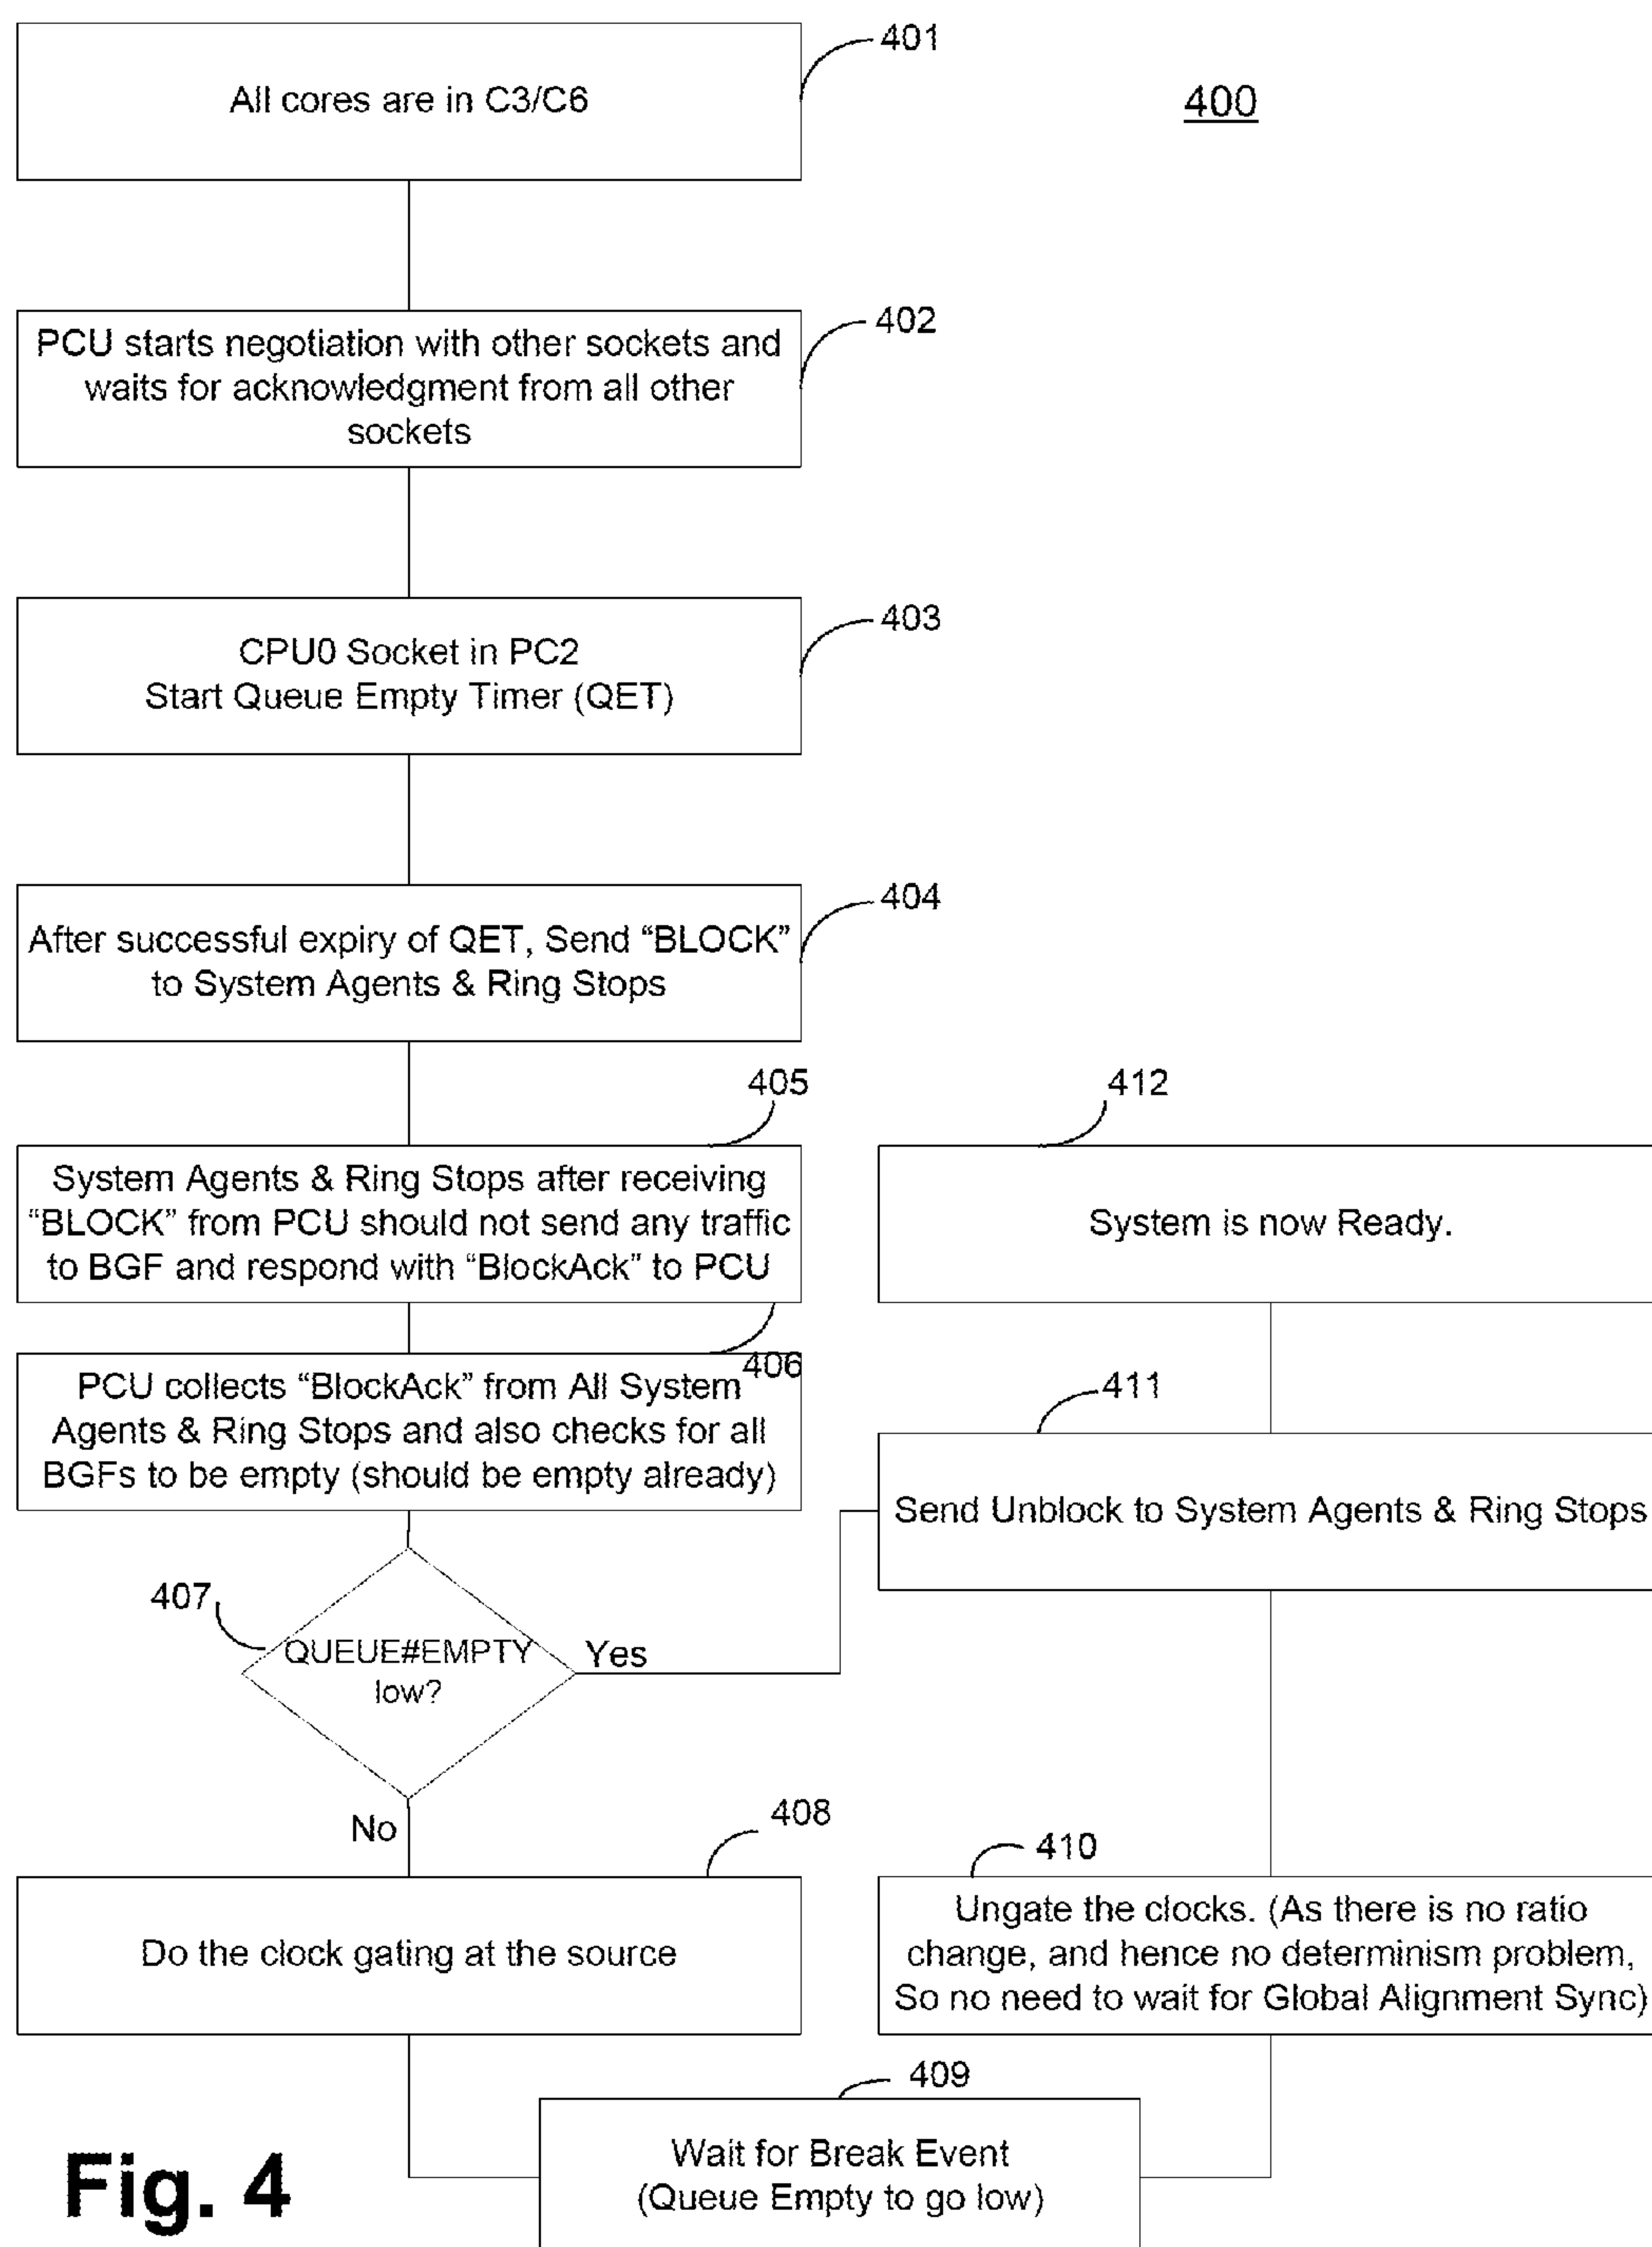 401
All cores are in C3/C6
400
402
PCU starts negotiation with other sockets and
waits for acknowledgment from all other
sockets
403
CPU0 Socket in PC2
Start Queue Empty Timer (QET)
404
After successful expiry of QET, Send “BLOCK”
to System Agents & Ring Stops
405
System Agents & Ring Stops after receiving
“BLOCK” from PCU should not send any traffic
to BGF and respond with “BlockAck” to PCU
406
PCU collects “BlockAck” from All System
Agents & Ring Stops and also checks for all
BGFs to be empty (should be empty already)
407
QUEUE#EMPTY
low?
Yes
No
408
Do the clock gating at the source
412
System is now Ready.
411
Send Unblock to System Agents & Ring Stops
410
Ungate the clocks. (As there is no ratio
change, and hence no determinism problem,
So no need to wait for Global Alignment Sync)
409
Wait for Break Event
(Queue Empty to go low)
Fig. 4